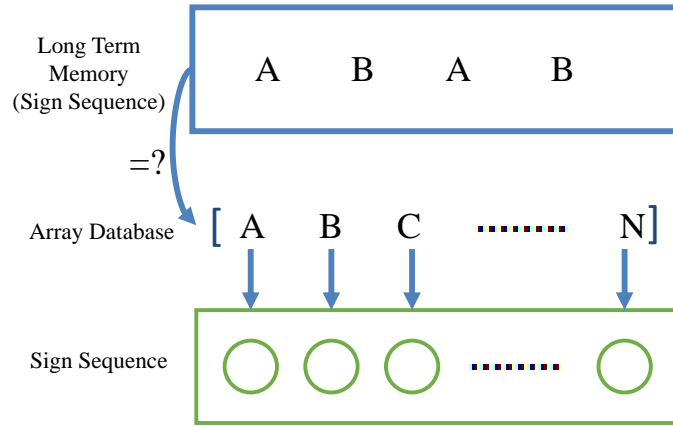 Long Term
Memory
(Sign Sequence)
A B A B
=?
Array Database
[ A B C N ]
Sign Sequence